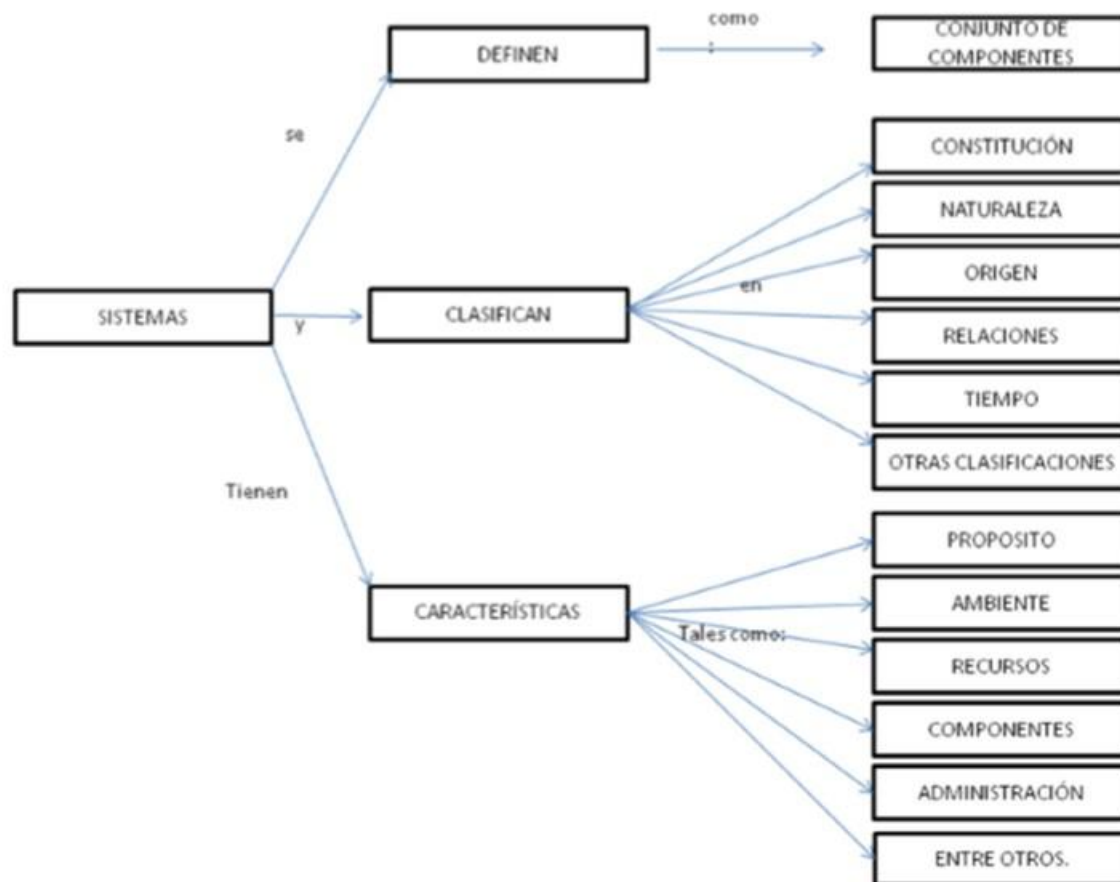 como
:
DEFINEN
CONJUNTO DE
COMPONENTES
se
CONSTITUCIÓN
NATURALEZA
en
ORIGEN
SISTEMAS
y
CLASIFICAN
RELACIONES
TIEMPO
OTRAS CLASIFICACIONES
Tienen
PROPOSITO
AMBIENTE
CARACTERÍSTICAS
Tales como:
RECURSOS
COMPONENTES
ADMINISTRACIÓN
ENTRE OTROS.